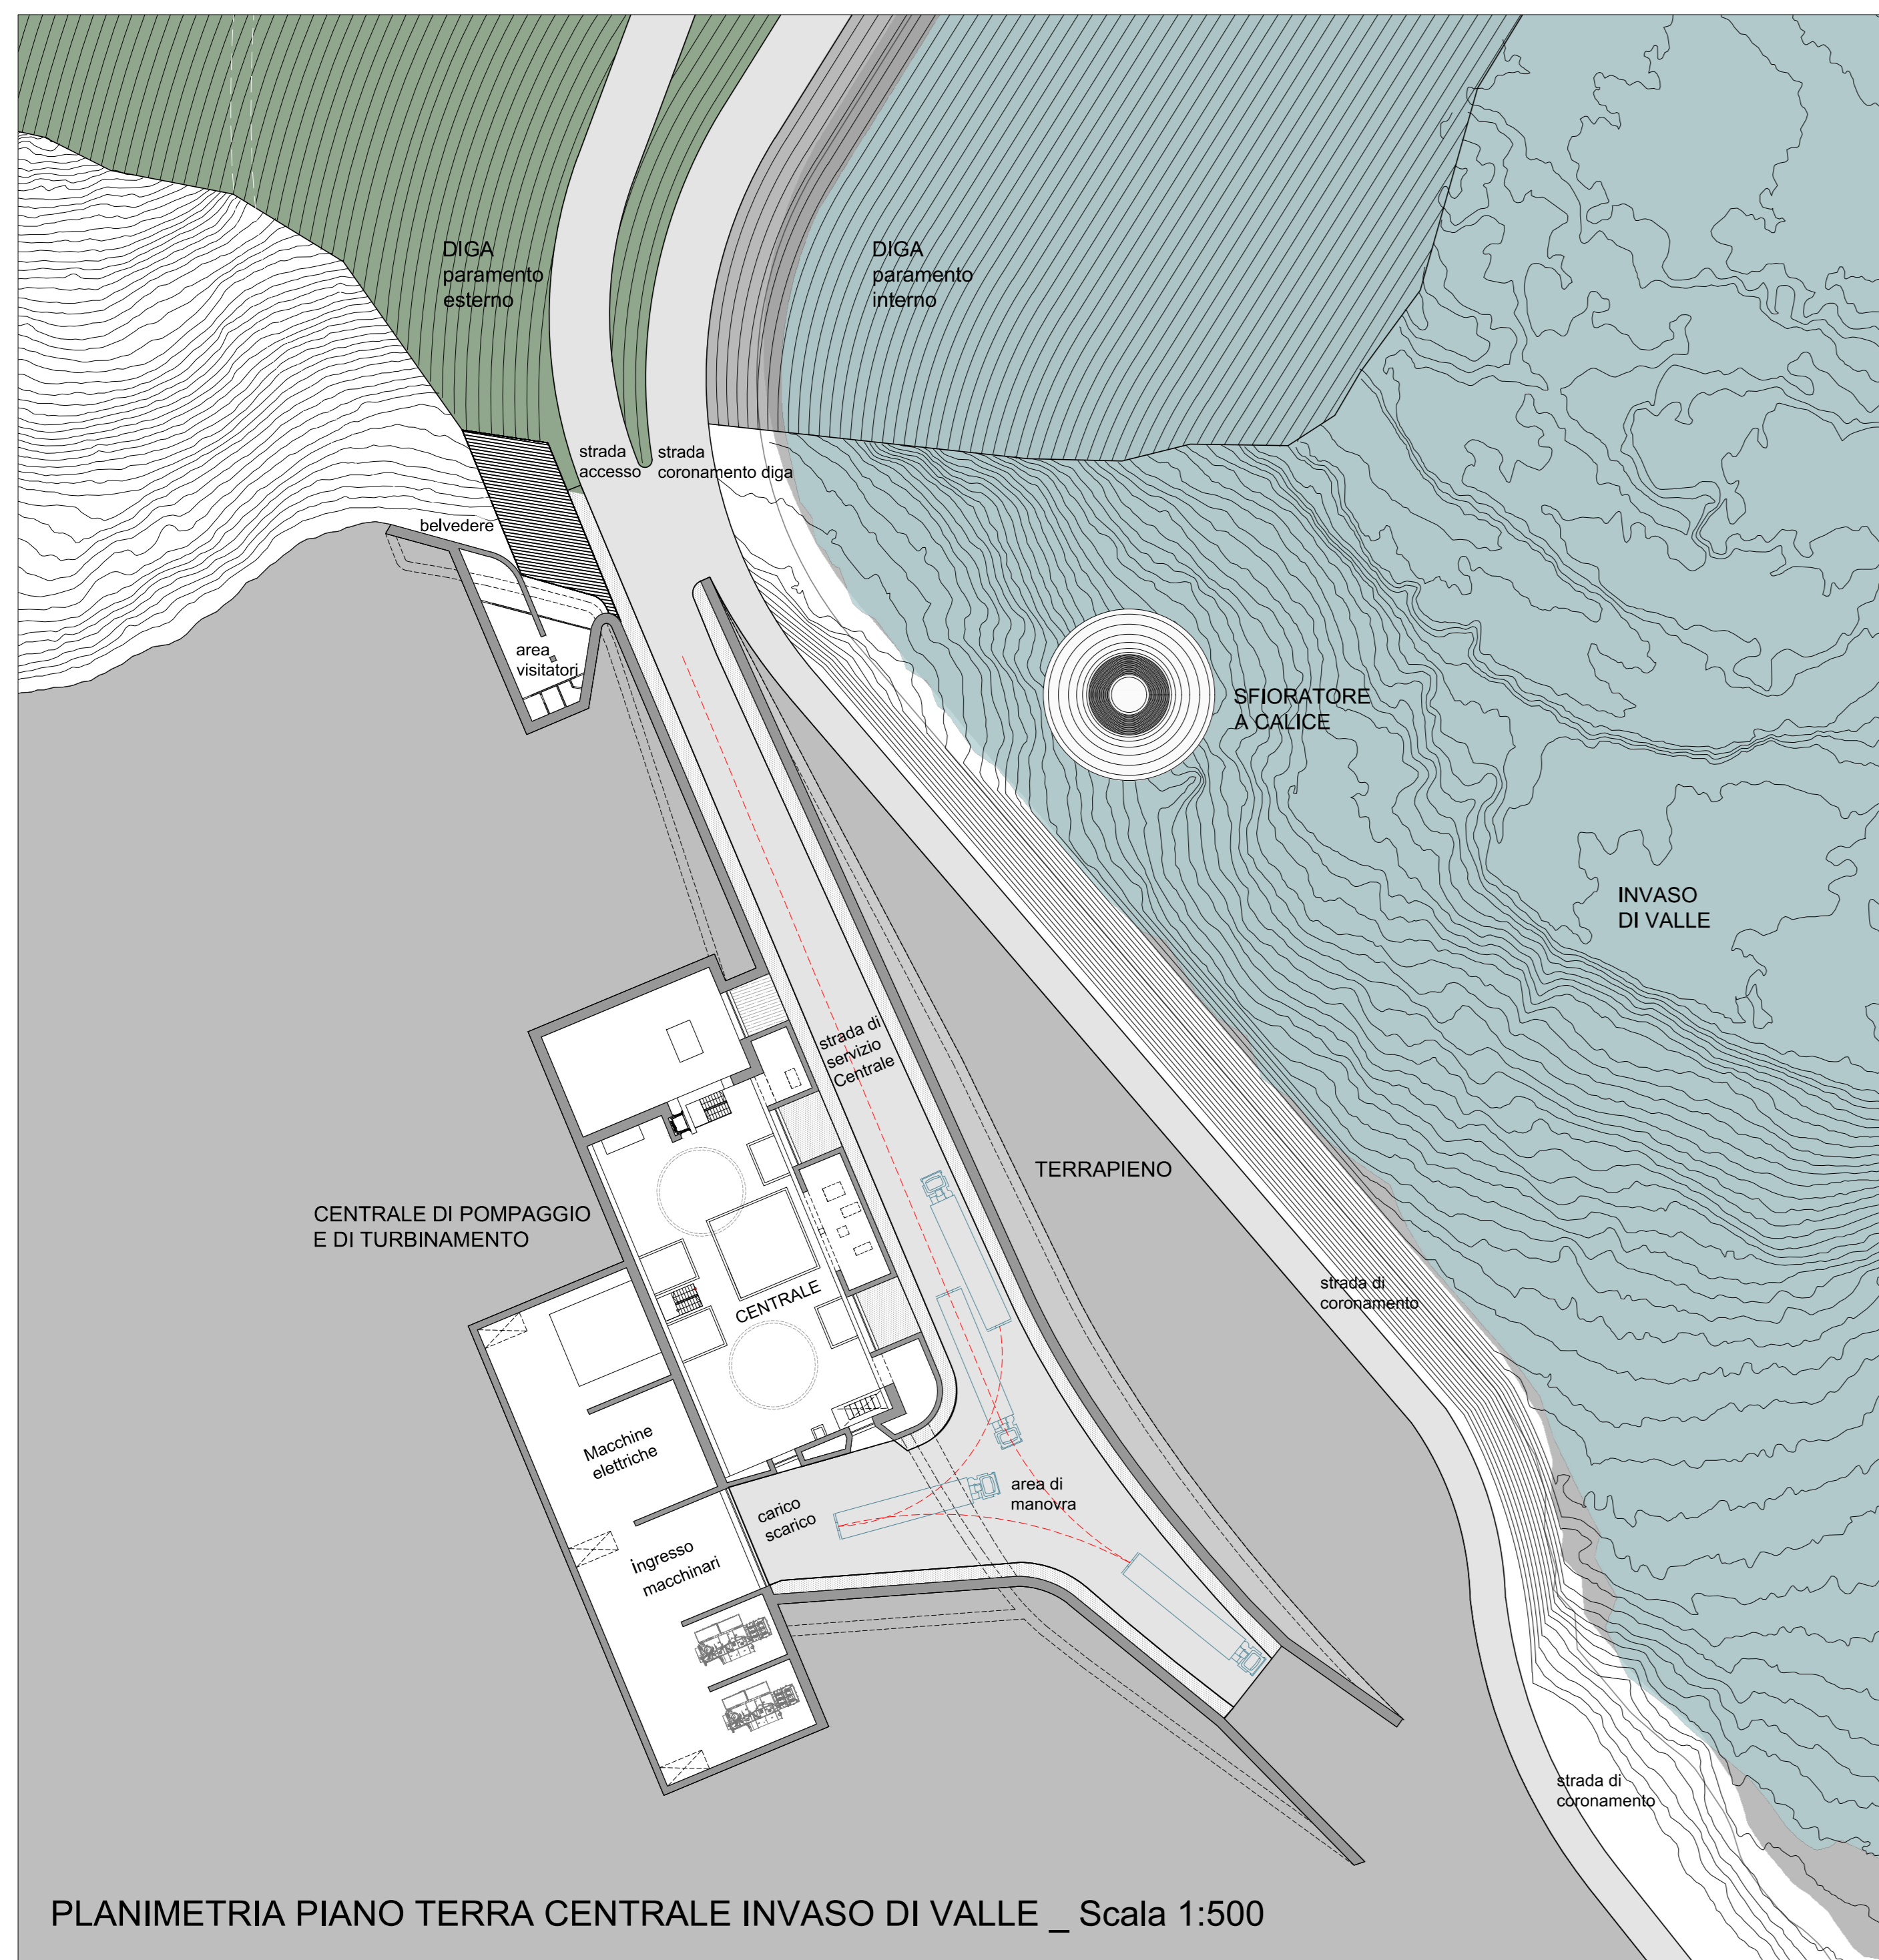 DIGA
paramento
esterno
DIGA
paramento
interno
strada
accesso
strada
coronamento diga
belvedere
area
visitatori
SFIORATORE
A CALICE
INVASO
DI VALLE
strada di
servizio
Centrale
TERRAPIENO
CENTRALE DI POMPAGGIO
E DI TURBINAMENTO
CENTRALE
strada di
coronamento
Macchine
elettriche
carico
scarico
area di
manovra
Ingresso
macchinari
strada di
coronamento
PLANIMETRIA PIANO TERRA CENTRALE INVASO DI VALLE _ Scala 1:500